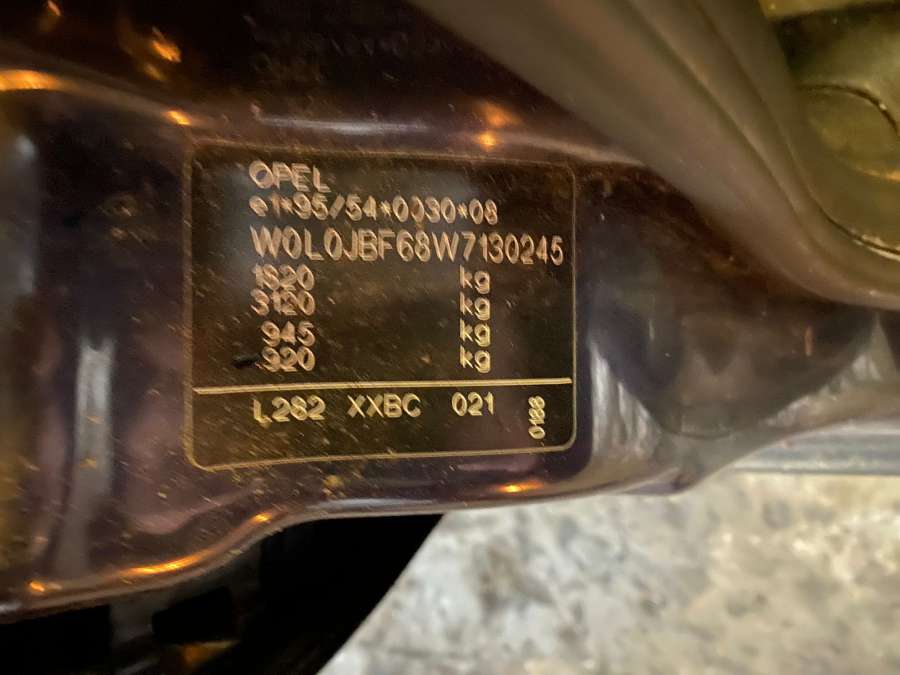 OPEL
e1*95/54*0030*08
W0L0JBF68W7130245
1820 kg
3120 kg
945 kg
920 kg
L282 XXBC 021
0188